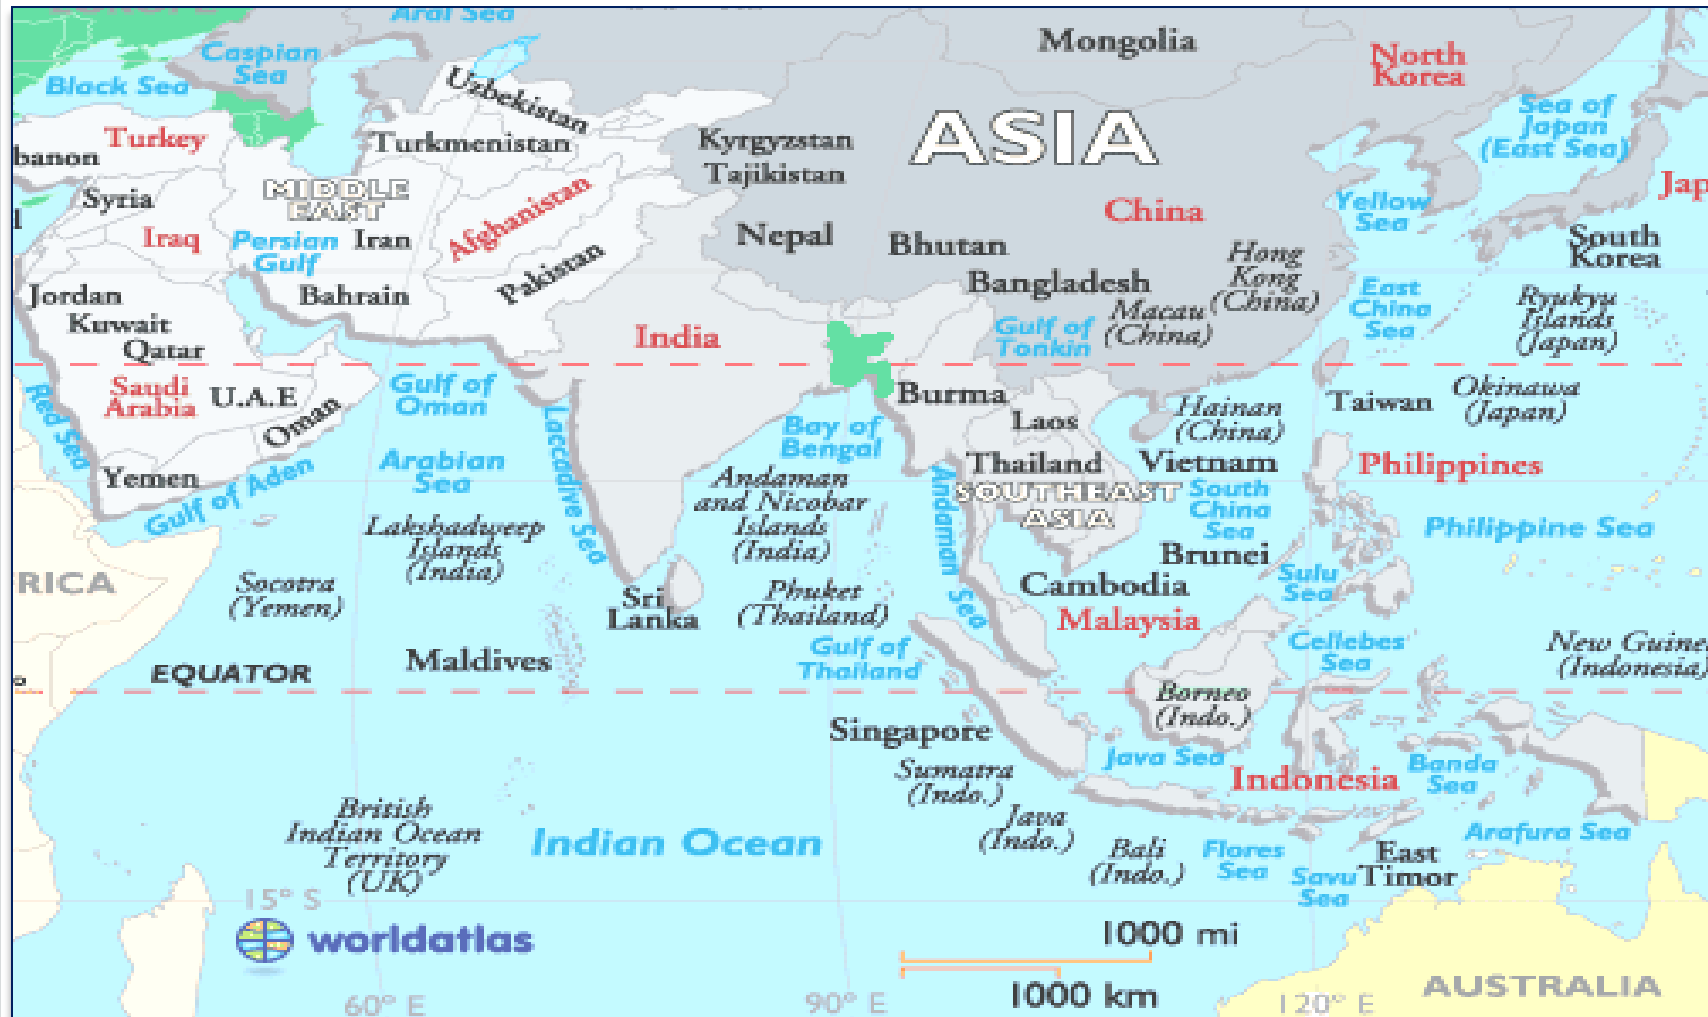 EUROPE
Aral Sea
Mongolia
North
Korea
Caspian
Sea
Black Sea
Uzbekistan
ASIA
Sea of
Japan
(East Sea)
Turkey
Turkmenistan
Kyrgyzstan
Tajikistan
banon
Syria
MIDDLE
EAST
Afghanistan
China
Yellow
Sea
Jap
l
Iraq
Persian
Gulf
Iran
Pakistan
Nepal
Bhutan
Hong
Kong
(China)
South
Korea
Jordan
Bahrain
Bangladesh
Macau
(China)
East
China
Sea
Ryukyu
Islands
(Japan)
Kuwait
Qatar
India
Gulf of
Tonkin
Saudi
Arabia
U.A.E
Oman
Gulf of
Oman
Red Sea
Laccadive Sea
Burma
Laos
Hainan
(China)
Taiwan
Okinawa
(Japan)
Bay of
Bengal
Yemen
Gulf of Aden
Arabian
Sea
Andaman
and Nicobar
Islands
(India)
Andaman Sea
Thailand
Vietnam
Philippines
SOUTHEAST
ASIA
South
China
Sea
Philippine Sea
Lakshadweep
Islands
(India)
RICA
Socotra
(Yemen)
Sri
Lanka
Phuket
(Thailand)
Brunei
Cambodia
Sulu
Sea
Malaysia
EQUATOR
Maldives
Gulf of
Thailand
Cellebes
Sea
New Guine
(Indonesia)
Borneo
(Indo.)
Singapore
Sumatra
(Indo.)
Java Sea
Indonesia
Banda
Sea
British
Indian Ocean
Territory
(UK)
Indian Ocean
Java
(Indo.)
Bali
(Indo.)
Flores
Sea
Savu
Sea
East
Timor
Arafura Sea
15° S
worldatlas
1000 mi
1000 km
AUSTRALIA
60° E
90° E
120° E